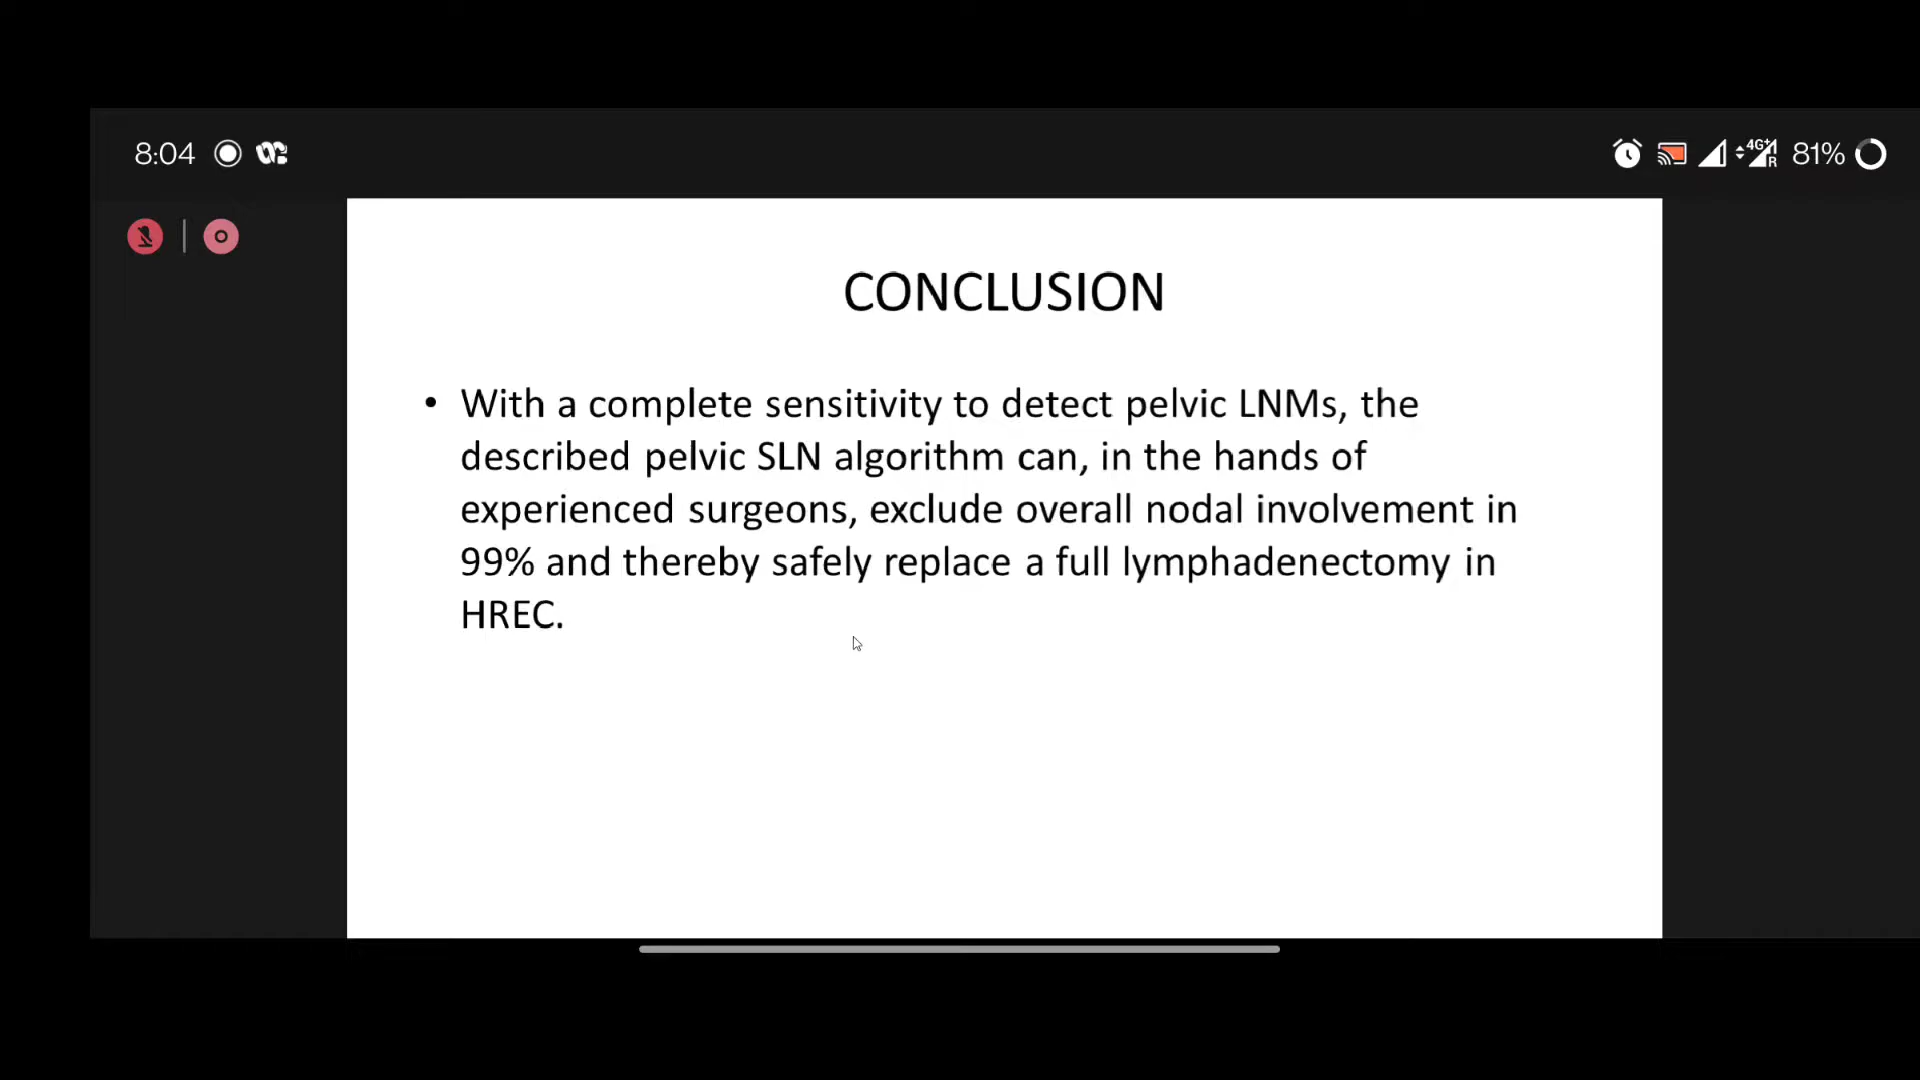 8:04
4G+
R
81%
CONCLUSION
• With a complete sensitivity to detect pelvic LNMs, the
described pelvic SLN algorithm can, in the hands of
experienced surgeons, exclude overall nodal involvement in
99% and thereby safely replace a full lymphadenectomy in
HREC.